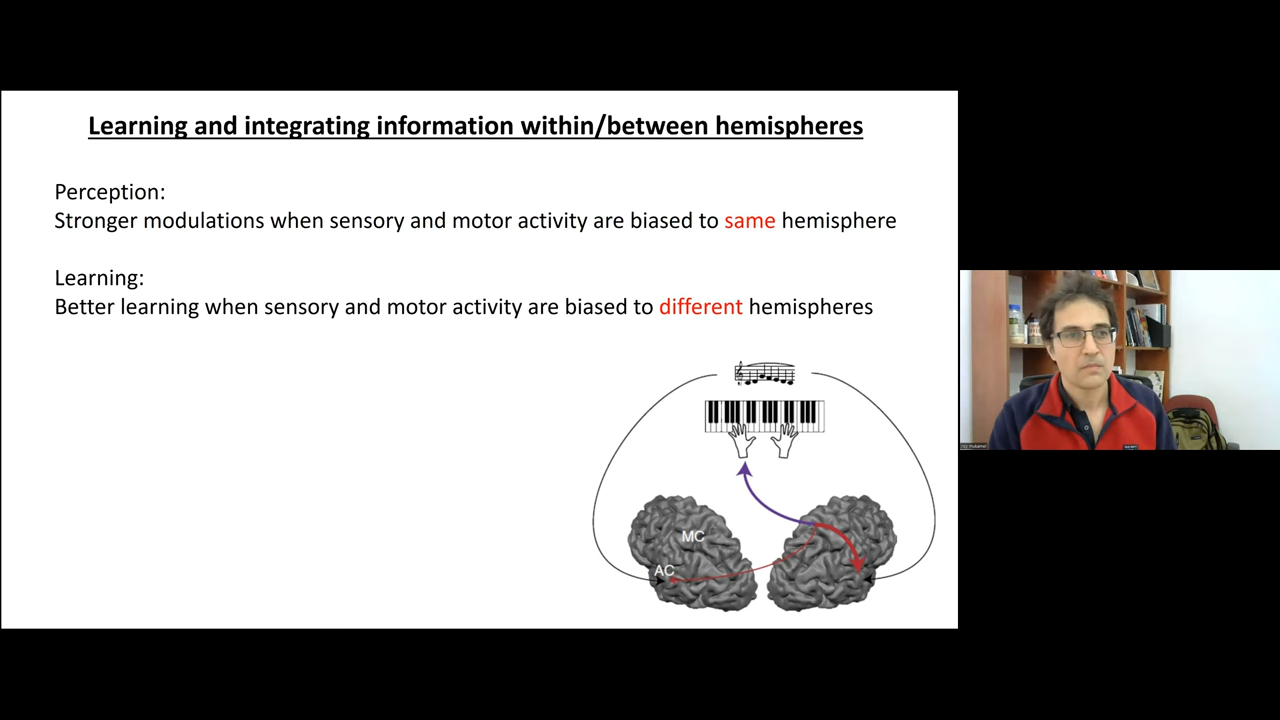 Learning and integrating information within/between hemispheres
Perception:
Stronger modulations when sensory and motor activity are biased to same hemisphere
Learning:
Better learning when sensory and motor activity are biased to different hemispheres
MC
AC